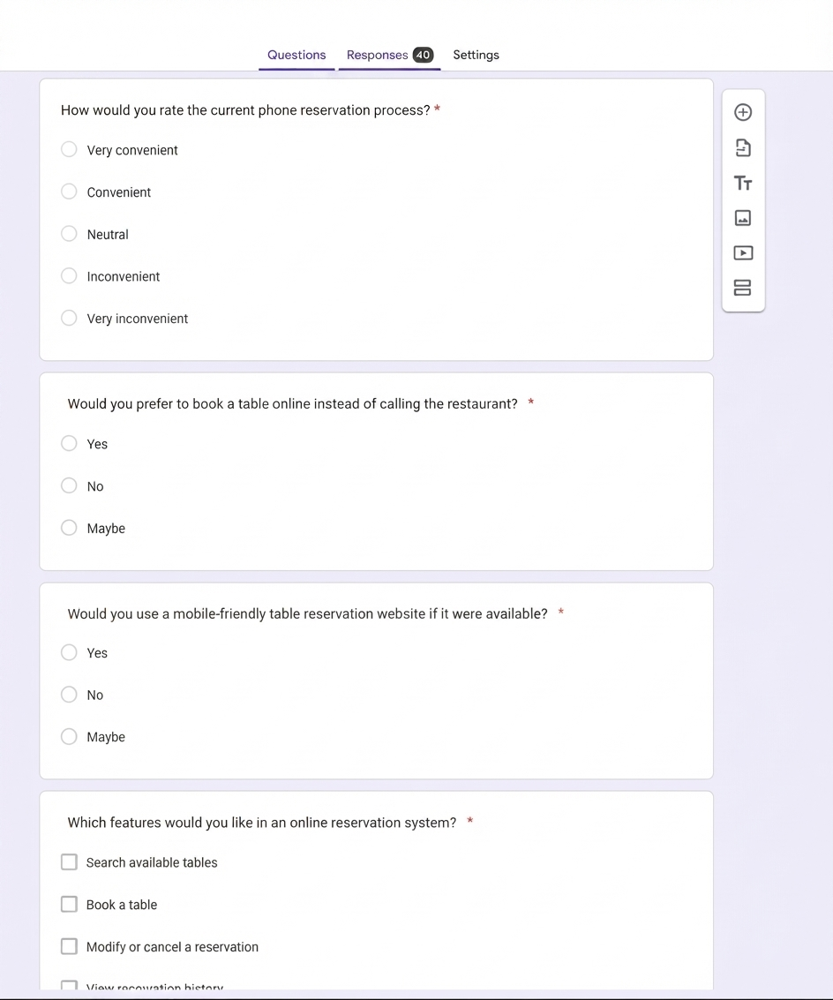 Questions Responses 40 Settings
How would you rate the current phone reservation process? *
Very convenient
Convenient
Neutral
Inconvenient
Very inconvenient
Would you prefer to book a table online instead of calling the restaurant? *
Yes
No
Maybe
Would you use a mobile-friendly table reservation website if it were available? *
Yes
No
Maybe
Which features would you like in an online reservation system? *
Search available tables
Book a table
Modify or cancel a reservation
View history